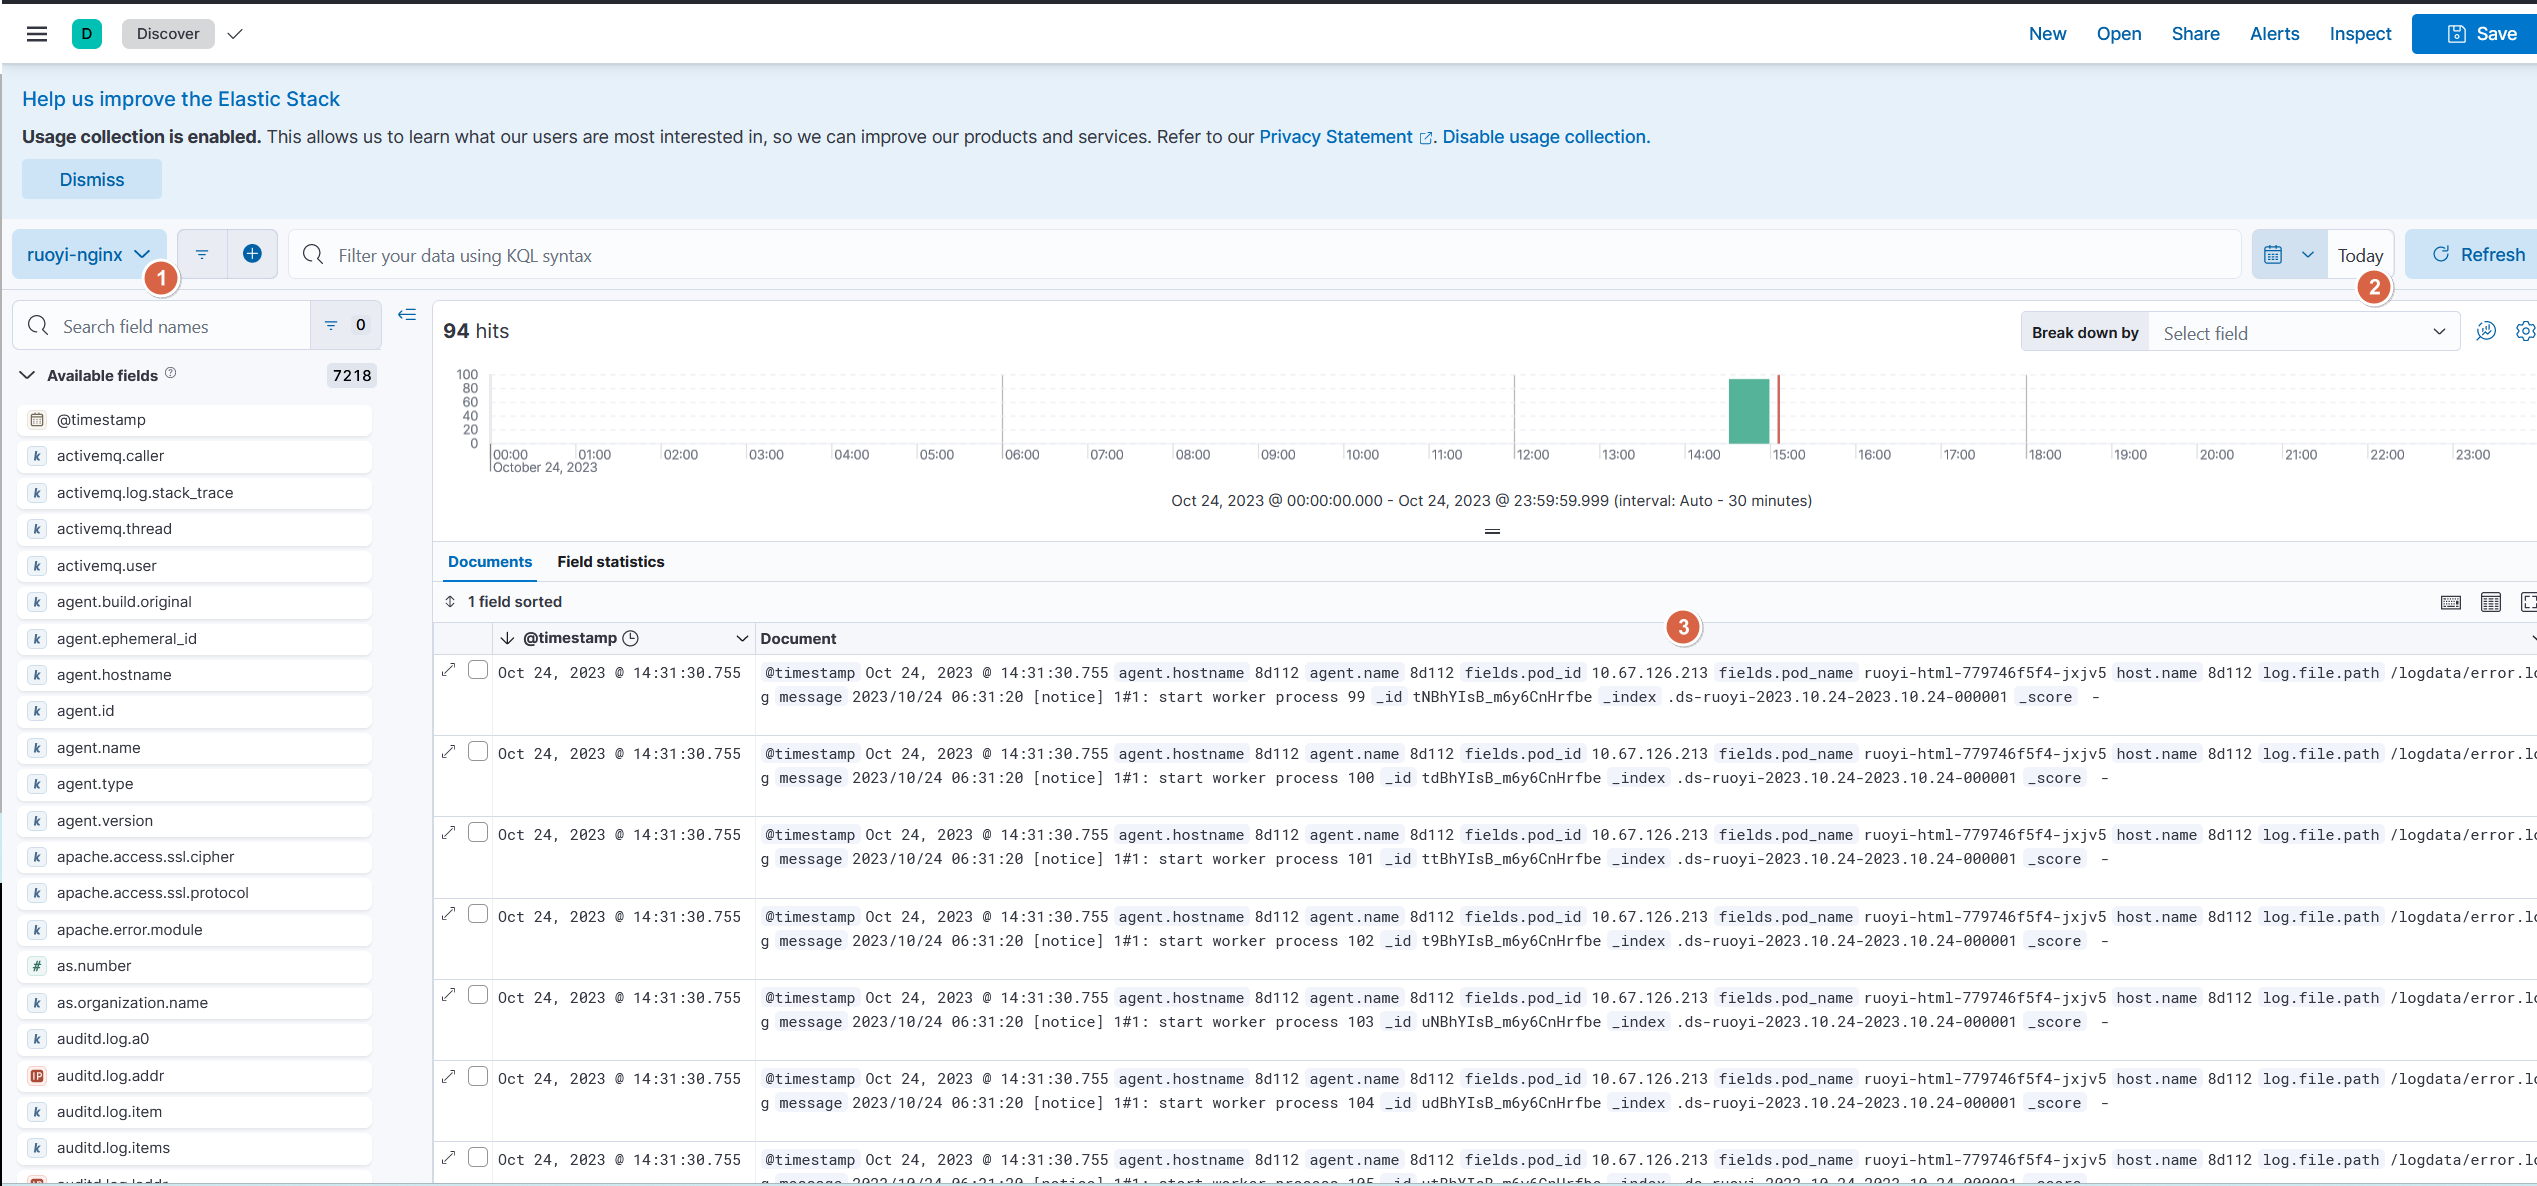 D Discover New Open Share Alerts Inspect Save
Help us improve the Elastic Stack
Usage collection is enabled. This allows us to learn what our users are most interested in, so we can improve our products and services. Refer to our Privacy Statement . Disable usage collection.
Dismiss
ruoyi-nginx Filter your data using KQL syntax Today Refresh
1
2
Search field names 0
94 hits
Break down by Select field
Available fields 7218
@timestamp
activemq.caller
activemq.log.stack_trace
activemq.thread
activemq.user
agent.build.original
agent.ephemeral_id
agent.hostname
agent.id
agent.name
agent.type
agent.version
apache.access.ssl.cipher
apache.access.ssl.protocol
apache.error.module
as.number
as.organization.name
auditd.log.a0
IP auditd.log.addr
auditd.log.item
auditd.log.items
100
80
60
40
20
0
00:00 01:00 02:00 03:00 04:00 05:00 06:00 07:00 08:00 09:00 10:00 11:00 12:00 13:00 14:00 15:00 16:00 17:00 18:00 19:00 20:00 21:00 22:00 23:00
October 24, 2023
Oct 24, 2023 @ 00:00:00.000 - Oct 24, 2023 @ 23:59:59.999 (interval: Auto - 30 minutes)
Documents Field statistics
1 field sorted
3
@timestamp Document
Oct 24, 2023 @ 14:31:30.755 @timestamp Oct 24, 2023 @ 14:31:30.755 agent.hostname 8d112 agent.name 8d112 fields.pod_id 10.67.126.213 fields.pod_name ruoyi-html-779746f5f4-jxjv5 host.name 8d112 log.file.path /logdata/error.lo
g message 2023/10/24 06:31:20 [notice] 1#1: start worker process 99 _id tNBhYIsB_m6y6CnHrfbe _index .ds-ruoyi-2023.10.24-2023.10.24-000001 _score -
Oct 24, 2023 @ 14:31:30.755 @timestamp Oct 24, 2023 @ 14:31:30.755 agent.hostname 8d112 agent.name 8d112 fields.pod_id 10.67.126.213 fields.pod_name ruoyi-html-779746f5f4-jxjv5 host.name 8d112 log.file.path /logdata/error.lo
g message 2023/10/24 06:31:20 [notice] 1#1: start worker process 100 _id tdBhYIsB_m6y6CnHrfbe _index .ds-ruoyi-2023.10.24-2023.10.24-000001 _score -
Oct 24, 2023 @ 14:31:30.755 @timestamp Oct 24, 2023 @ 14:31:30.755 agent.hostname 8d112 agent.name 8d112 fields.pod_id 10.67.126.213 fields.pod_name ruoyi-html-779746f5f4-jxjv5 host.name 8d112 log.file.path /logdata/error.lo
g message 2023/10/24 06:31:20 [notice] 1#1: start worker process 101 _id ttBhYIsB_m6y6CnHrfbe _index .ds-ruoyi-2023.10.24-2023.10.24-000001 _score -
Oct 24, 2023 @ 14:31:30.755 @timestamp Oct 24, 2023 @ 14:31:30.755 agent.hostname 8d112 agent.name 8d112 fields.pod_id 10.67.126.213 fields.pod_name ruoyi-html-779746f5f4-jxjv5 host.name 8d112 log.file.path /logdata/error.lo
g message 2023/10/24 06:31:20 [notice] 1#1: start worker process 102 _id t9BhYIsB_m6y6CnHrfbe _index .ds-ruoyi-2023.10.24-2023.10.24-000001 _score -
Oct 24, 2023 @ 14:31:30.755 @timestamp Oct 24, 2023 @ 14:31:30.755 agent.hostname 8d112 agent.name 8d112 fields.pod_id 10.67.126.213 fields.pod_name ruoyi-html-779746f5f4-jxjv5 host.name 8d112 log.file.path /logdata/error.lo
g message 2023/10/24 06:31:20 [notice] 1#1: start worker process 103 _id uNBhYIsB_m6y6CnHrfbe _index .ds-ruoyi-2023.10.24-2023.10.24-000001 _score -
Oct 24, 2023 @ 14:31:30.755 @timestamp Oct 24, 2023 @ 14:31:30.755 agent.hostname 8d112 agent.name 8d112 fields.pod_id 10.67.126.213 fields.pod_name ruoyi-html-779746f5f4-jxjv5 host.name 8d112 log.file.path /logdata/error.lo
g message 2023/10/24 06:31:20 [notice] 1#1: start worker process 104 _id udBhYIsB_m6y6CnHrfbe _index .ds-ruoyi-2023.10.24-2023.10.24-000001 _score -
Oct 24, 2023 @ 14:31:30.755 @timestamp Oct 24, 2023 @ 14:31:30.755 agent.hostname 8d112 agent.name 8d112 fields.pod_id 10.67.126.213 fields.pod_name ruoyi-html-779746f5f4-jxjv5 host.name 8d112 log.file.path /logdata/error.lo